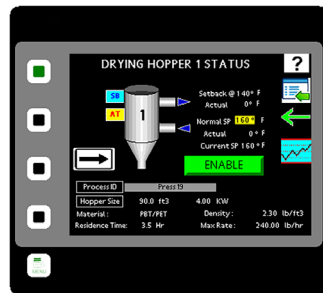 DRYING HOPPER 1 STATUS
?
SB
AT
1
Setback @ 140° F
Actual 0° F
Normal SP 160° F
Actual 0° F
Current SP 160° F
ENABLE
Process ID Press 19
Hopper Size 90.0 ft3 4.00 KW
Material: PBT/PET Density: 2.30 lb/ft3
Residence Time: 3.5 Hr Max Rate: 240.00 lb/hr
MENU